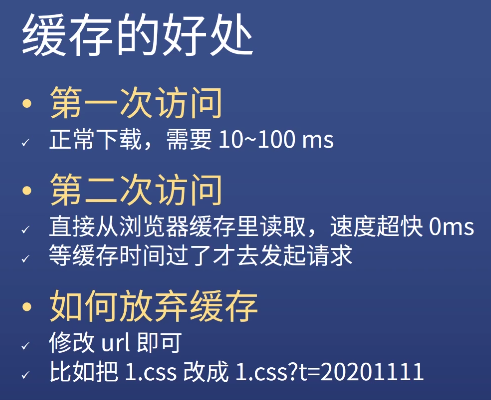 缓存的好处
• 第一次访问
✓ 正常下载，需要 10~100 ms
• 第二次访问
✓ 直接从浏览器缓存里读取，速度超快 0ms
✓ 等缓存时间过了才去发起请求
• 如何放弃缓存
✓ 修改 url 即可
✓ 比如把 1.css 改成 1.css?t=20201111